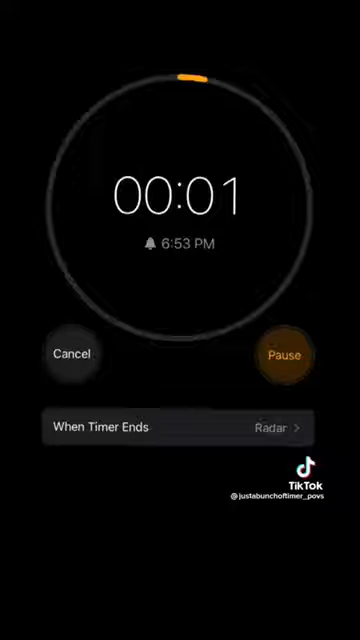 00:01
6:53 PM
Cancel
Pause
When Timer Ends
Radar
TikTok
@justabunchoftimer_povs